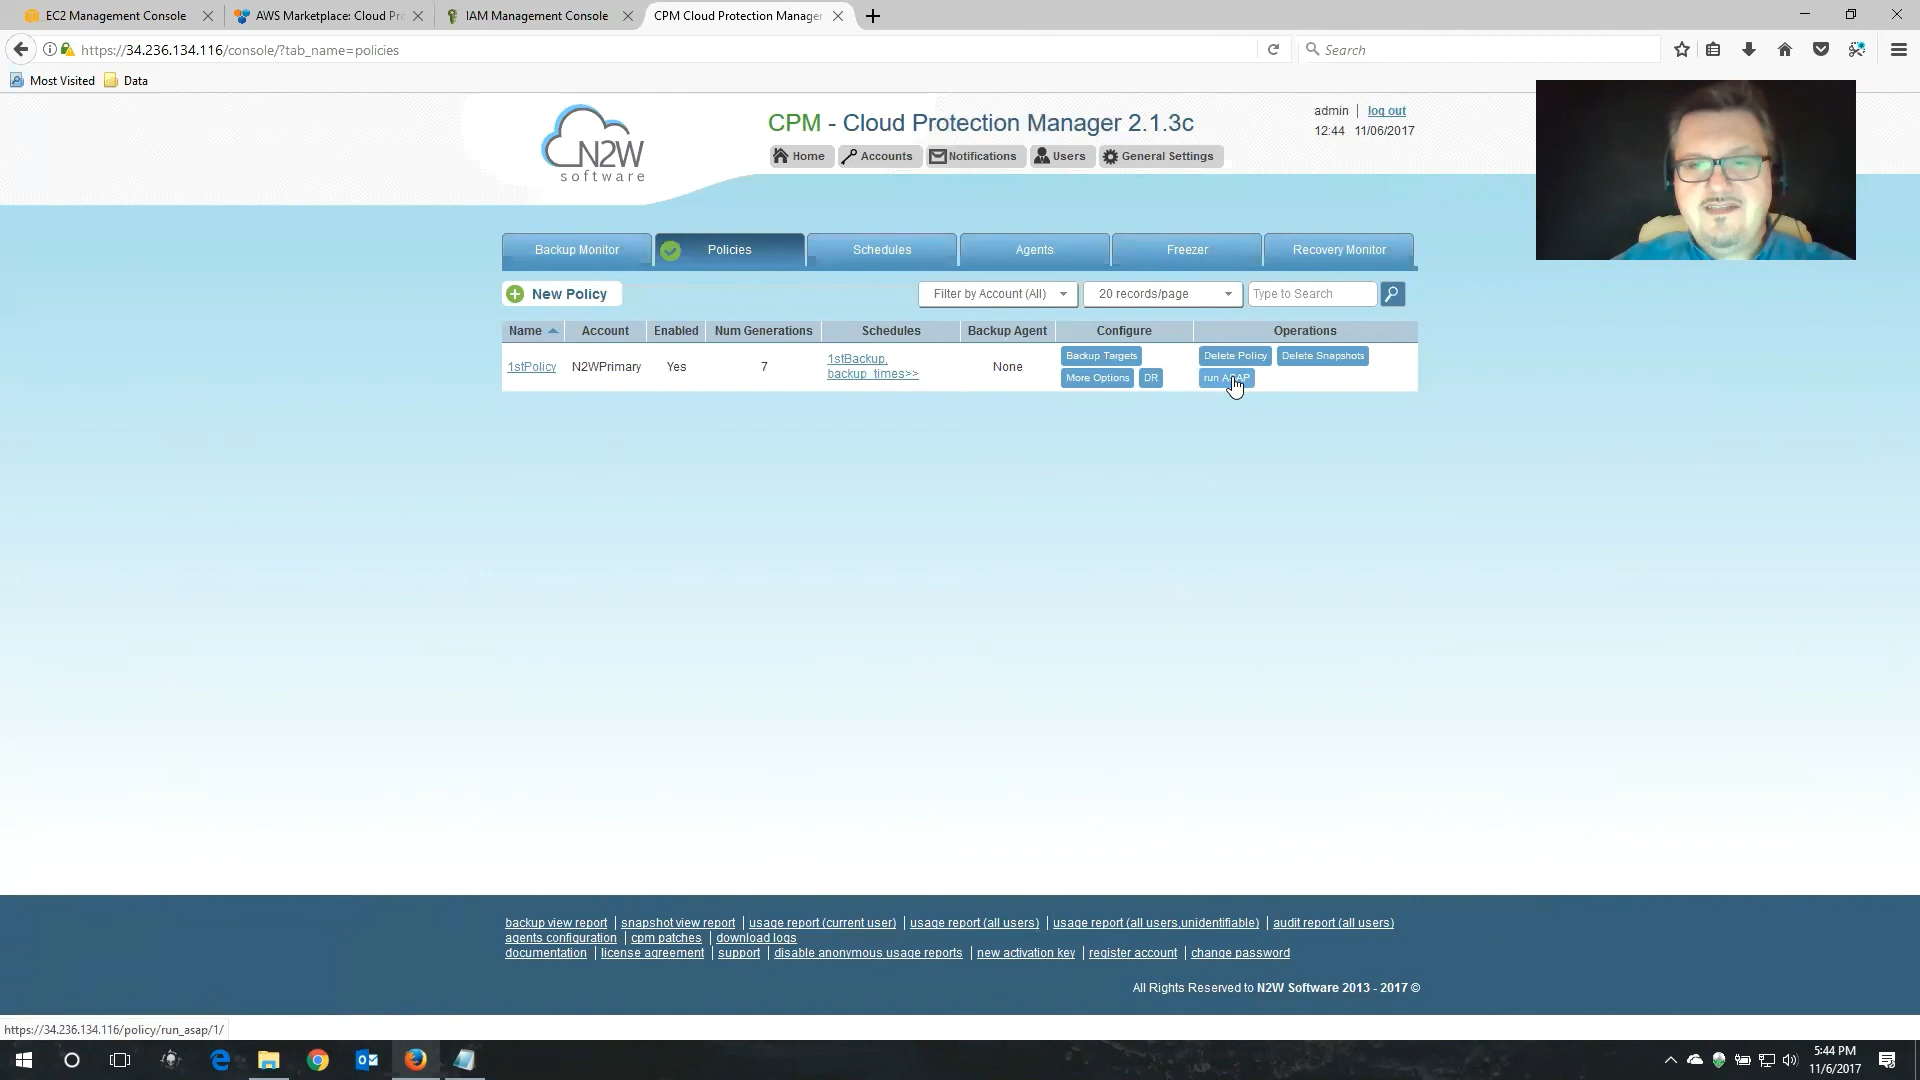 EC2 Management Console
AWS Marketplace: Cloud Pro
IAM Management Console
CPM Cloud Protection Manager
https://34.236.134.116/console/?tab_name=policies
Search
Most Visited
Data
N2W
software
CPM - Cloud Protection Manager 2.1.3c
admin
log out
12:44 11/06/2017
Home
Accounts
Notifications
Users
General Settings
Backup Monitor
Policies
Schedules
Agents
Freezer
Recovery Monitor
New Policy
Filter by Account (All)
20 records/page
Type to Search
Name Account Enabled Num Generations Schedules Backup Agent Configure Operations
1stPolicy N2WPrimary Yes 7 1stBackup, None Backup Targets Delete Policy Delete Snapshots
backup_times>> More Options DR run ASAP
backup view report | snapshot view report | usage report (current user) | usage report (all users) | usage report (all users,unidentifiable) | audit report (all users)
agents configuration | cpm patches | download logs
documentation | license agreement | support | disable anonymous usage reports | new activation key | register account | change password
All Rights Reserved to N2W Software 2013 - 2017 ©
https://34.236.134.116/policy/run_asap/1/
5:44 PM
11/6/2017